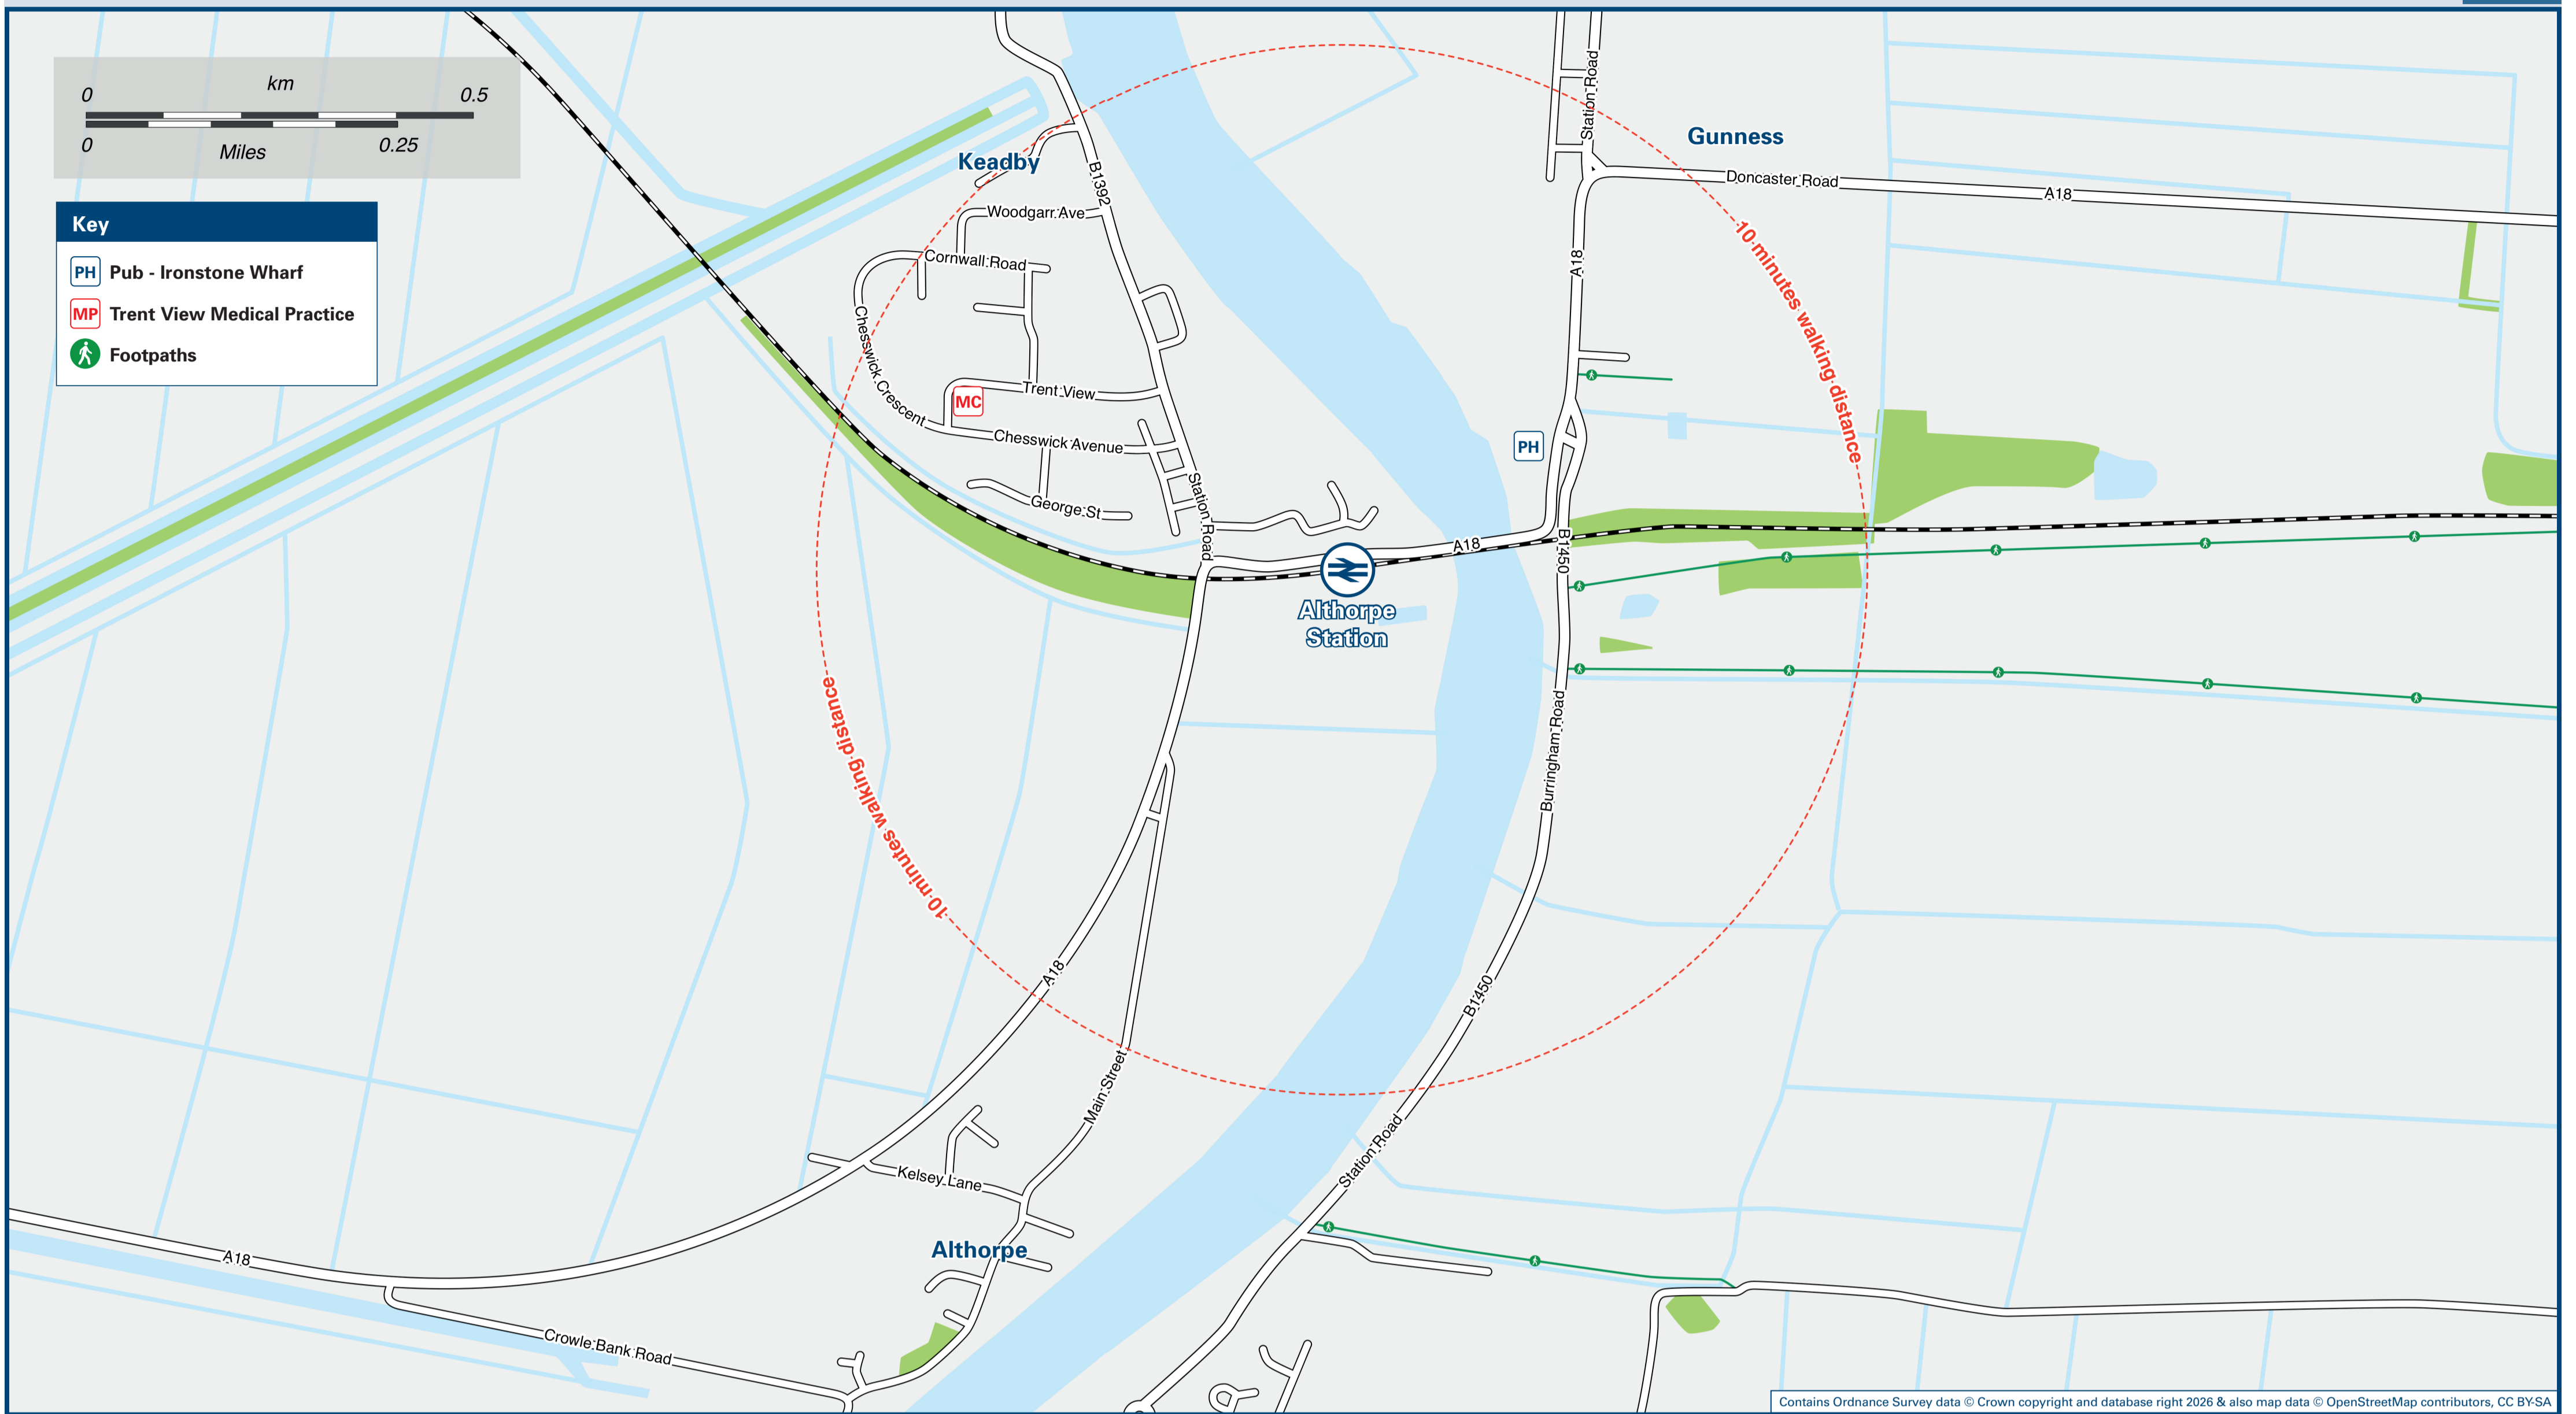 km
0 0.5
0 0.25
Miles
Key
PH Pub - Ironstone Wharf
MP Trent View Medical Practice
Footpaths
Station Road
Gunness
Keadby
B1392
Doncaster Road
A18
Woodgarr Ave
10 minutes walking distance
Cornwall Road
A18
Chesswick Crescent
Trent View
MC
Chesswick Avenue
PH
Station Road
George St
A18
B1450
Althorpe
Station
10 minutes walking distance
Burringham Road
A18
B1450
Main Street
Station Road
Kelsey Lane
Althorpe
A18
Crowle Bank Road
Contains Ordnance Survey data © Crown copyright and database right 2026 & also map data © OpenStreetMap contributors, CC BY-SA